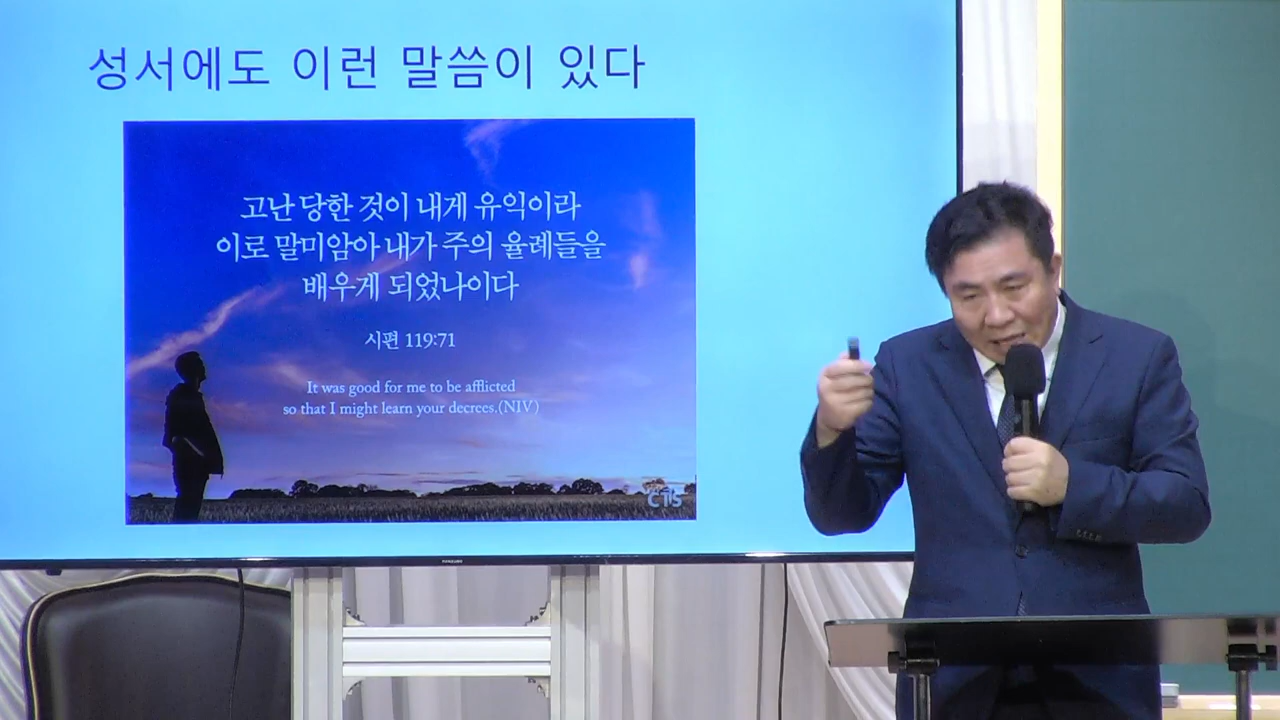 성서에도 이런 말씀이 있다
고난 당한 것이 내게 유익이라
이로 말미암아 내가 주의 율례들을
배우게 되었나이다
시편 119:71
It was good for me to be afflicted
so that I might learn your decrees.(NIV)
CTS